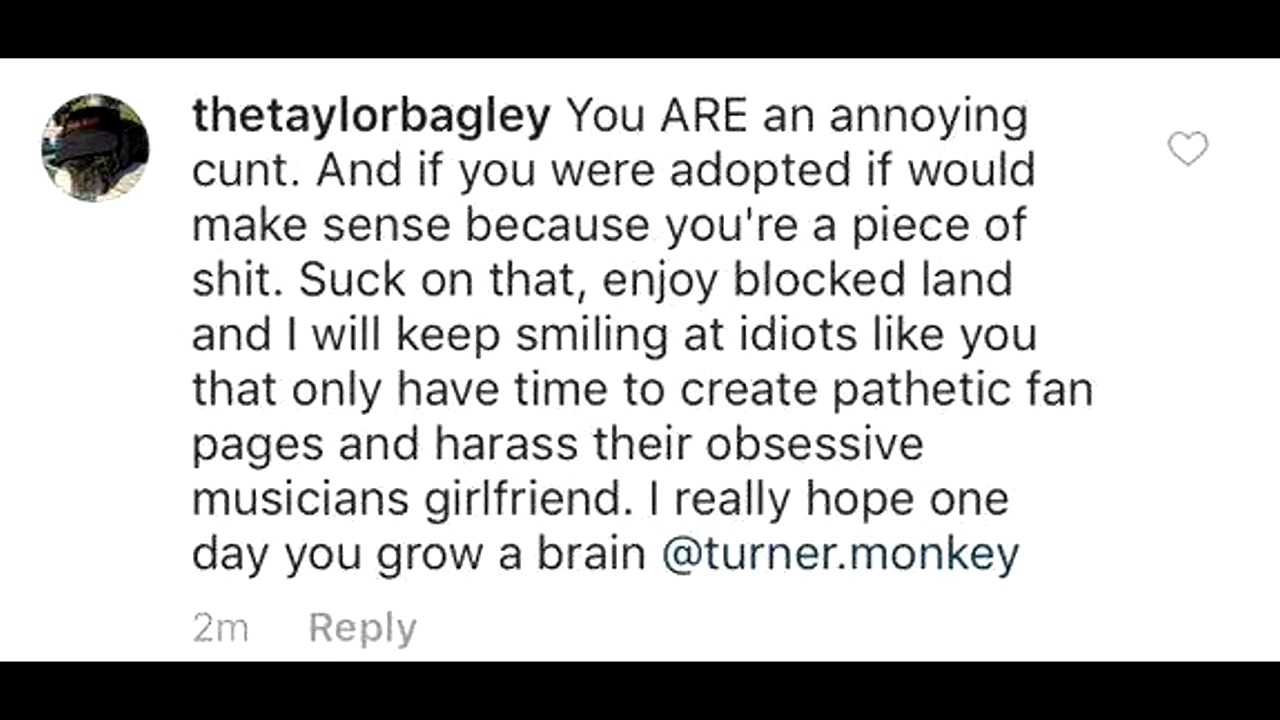 thetaylorbagley You ARE an annoying
cunt. And if you were adopted if would
make sense because you're a piece of
shit. Suck on that, enjoy blocked land
and I will keep smiling at idiots like you
that only have time to create pathetic fan
pages and harass their obsessive
musicians girlfriend. I really hope one
day you grow a brain @turner.monkey
2m Reply